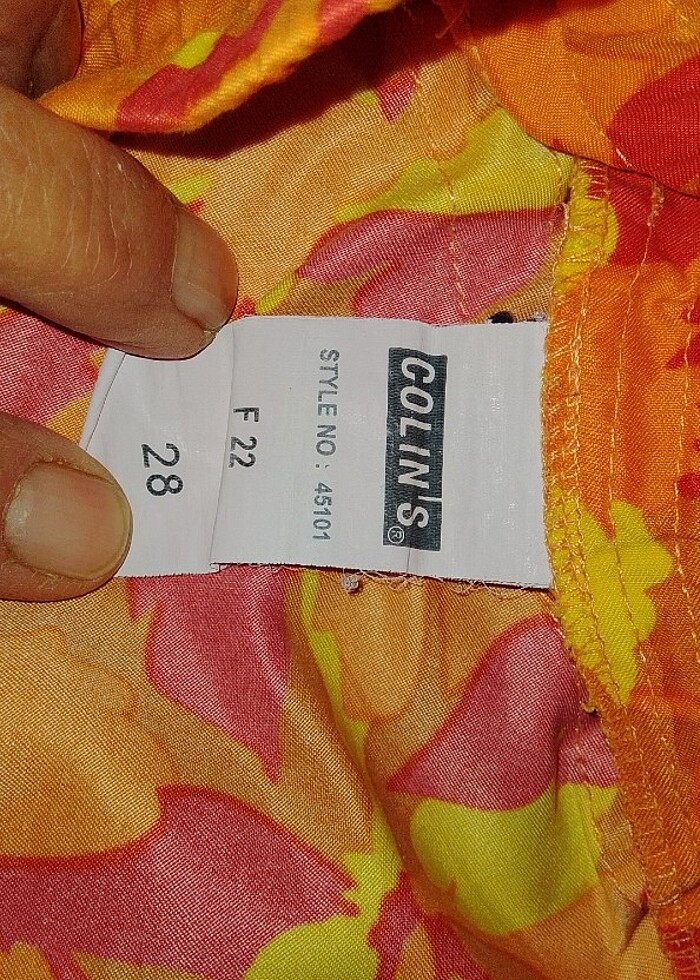 COLIN'S®
STYLE NO : 45101
F 22
28